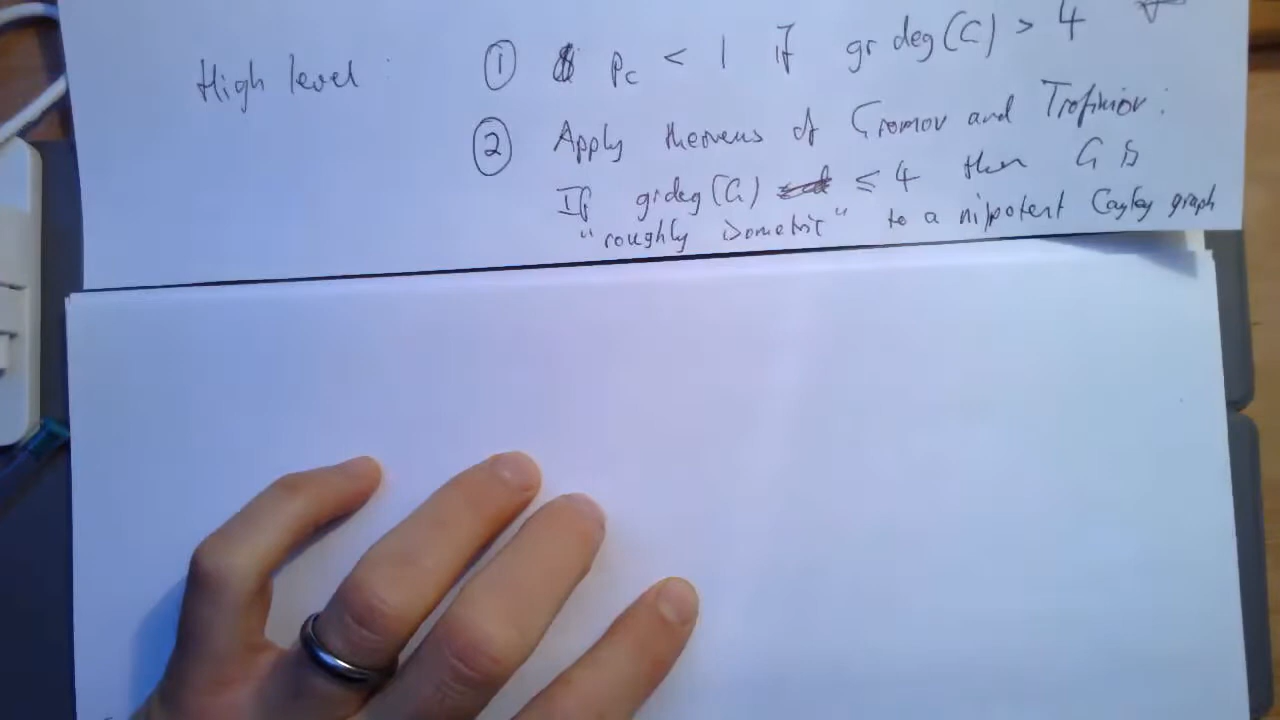 High level : ① p_c < 1 if gr deg(G) > 4
② Apply theorems of Gromov and Trofimov :
If grdeg(G) ≤ 4 then G is
"roughly isometric" to a nilpotent Cayley graph